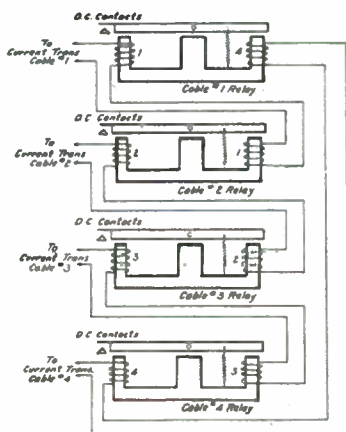 D.C. Contacts
To
Current Trans
Cable #1
1
4
Cable #1 Relay
D.C. Contacts
To
Current Trans
Cable #2
2
1
Cable #2 Relay
D.C. Contacts
To
Current Trans
Cable #3
3
2
Cable #3 Relay
D.C. Contacts
To
Current Trans.
Cable #4
4
3
Cable #4 Relay